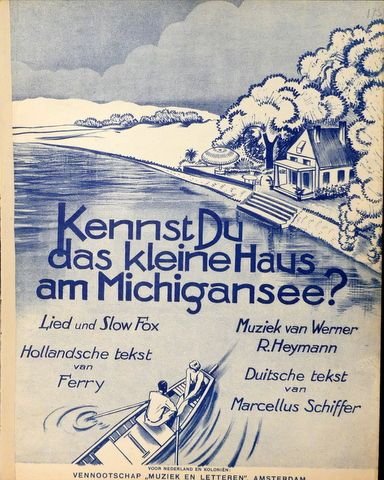 Kennst Du
das kleine Haus
am Michigansee?
Lied und Slow Fox
Muziek van Werner
R. Heymann
Hollandsche tekst
van
Ferry
Duitsche tekst
van
Marcellus Schiffer
VOOR NEDERLAND EN KOLONIËN:
VENNOOTSCHAP „MUZIEK EN LETTEREN" AMSTERDAM